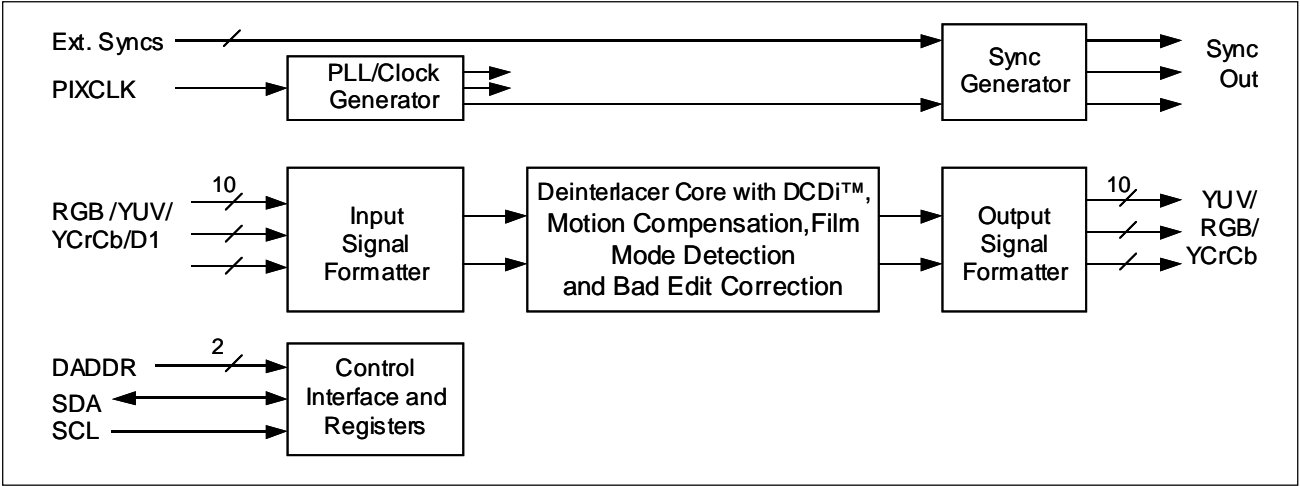 Ext. Syncs
PIXCLK
PLL/Clock
Generator
Sync
Generator
Sync
Out
10
RGB /YUV/
YCrCb/D1
Input
Signal
Formatter
Deinterlacer Core with DCDi™,
Motion Compensation,Film
Mode Detection
and Bad Edit Correction
Output
Signal
Formatter
10
YUV/
RGB/
YCrCb
2
DADDR
SDA
SCL
Control
Interface and
Registers